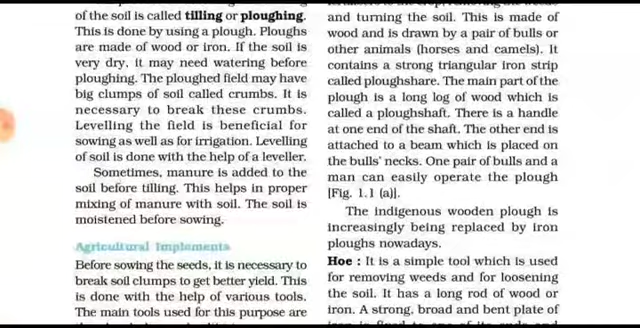 of the soil is called tilling or ploughing.
This is done by using a plough. Ploughs
are made of wood or iron. If the soil is
very dry, it may need watering before
ploughing. The ploughed field may have
big clumps of soil called crumbs. It is
necessary to break these crumbs.
Levelling the field is beneficial for
sowing as well as for irrigation. Levelling
of soil is done with the help of a leveller.
Sometimes, manure is added to the
soil before tilling. This helps in proper
mixing of manure with soil. The soil is
moistened before sowing.
Agricultural Implements
Before sowing the seeds, it is necessary to
break soil clumps to get better yield. This
is done with the help of various tools.
The main tools used for this purpose are
and turning the soil. This is made of
wood and is drawn by a pair of bulls or
other animals (horses and camels). It
contains a strong triangular iron strip
called ploughshare. The main part of the
plough is a long log of wood which is
called a ploughshaft. There is a handle
at one end of the shaft. The other end is
attached to a beam which is placed on
the bulls' necks. One pair of bulls and a
man can easily operate the plough
[Fig. 1.1 (a)].
The indigenous wooden plough is
increasingly being replaced by iron
ploughs nowadays.
Hoe : It is a simple tool which is used
for removing weeds and for loosening
the soil. It has a long rod of wood or
iron. A strong, broad and bent plate of